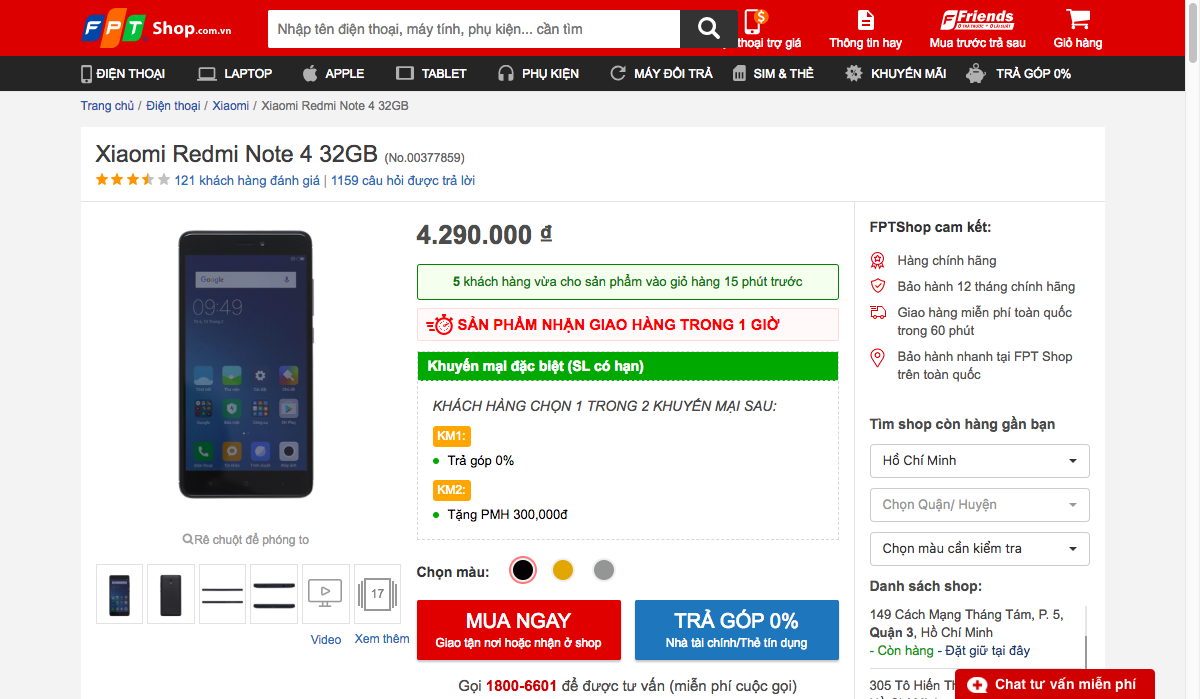 FPT Shop.com.vn
Nhập tên điện thoại, máy tính, phụ kiện... cần tìm
thoại trợ giá
Thông tin hay
Friends
Mua trước trả sau
Giỏ hàng
ĐIỆN THOẠI
LAPTOP
APPLE
TABLET
PHỤ KIỆN
MÁY ĐỔI TRẢ
SIM & THẺ
KHUYẾN MÃI
TRẢ GÓP 0%
Trang chủ / Điện thoại / Xiaomi / Xiaomi Redmi Note 4 32GB
Xiaomi Redmi Note 4 32GB (No.00377859)
121 khách hàng đánh giá | 1159 câu hỏi được trả lời
Google
09:49
Rê chuột để phóng to
17
Video
Xem thêm
4.290.000 đ
5 khách hàng vừa cho sản phẩm vào giỏ hàng 15 phút trước
SẢN PHẨM NHẬN GIAO HÀNG TRONG 1 GIỜ
Khuyến mại đặc biệt (SL có hạn)
KHÁCH HÀNG CHỌN 1 TRONG 2 KHUYẾN MẠI SAU:
KM1:
Trả góp 0%
KM2:
Tặng PMH 300,000đ
Chọn màu:
MUA NGAY
Giao tận nơi hoặc nhận ở shop
TRẢ GÓP 0%
Nhà tài chính/Thẻ tín dụng
Gọi 1800-6601 để được tư vấn (miễn phí cuộc gọi)
FPTShop cam kết:
Hàng chính hãng
Bảo hành 12 tháng chính hãng
Giao hàng miễn phí toàn quốc
trong 60 phút
Bảo hành nhanh tại FPT Shop
trên toàn quốc
Tìm shop còn hàng gần bạn
Hồ Chí Minh
Chọn Quận/ Huyện
Chọn màu cần kiểm tra
Danh sách shop:
149 Cách Mạng Tháng Tám, P. 5,
Quận 3, Hồ Chí Minh
- Còn hàng - Đặt giữ tại đây
305 Tô Hiến
Chat tư vấn miễn phí